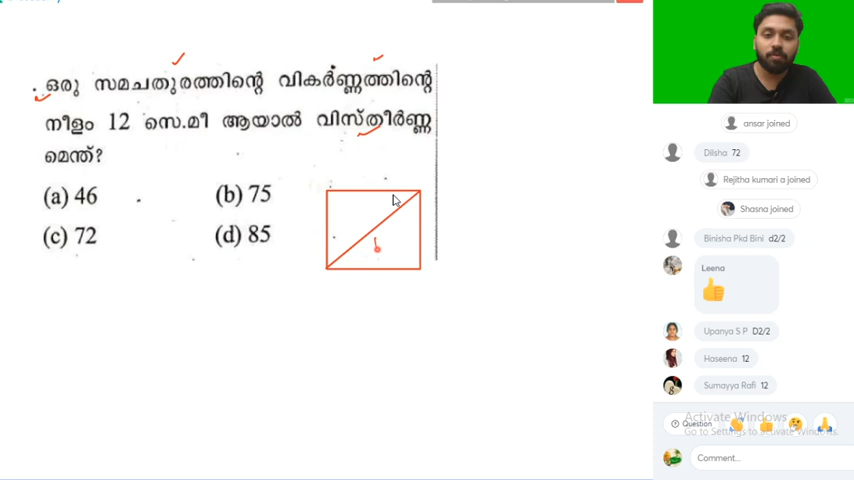 . ഒരു സമചതുരത്തിന്റെ വികർണ്ണത്തിന്റെ
നീളം 12 സെ.മീ ആയാൽ വിസ്തീർണ്ണ
മെന്ത്?
(a) 46 (b) 75
(c) 72 (d) 85
ansar joined
Dilsha 72
Rejitha kumari a joined
Shasna joined
Binisha Pkd Bini d2/2
Leena
Upanya S P D2/2
Haseena 12
Sumayya Rafi 12
Activate Windows
Question
Go to Settings to activate Windows.
Comment...